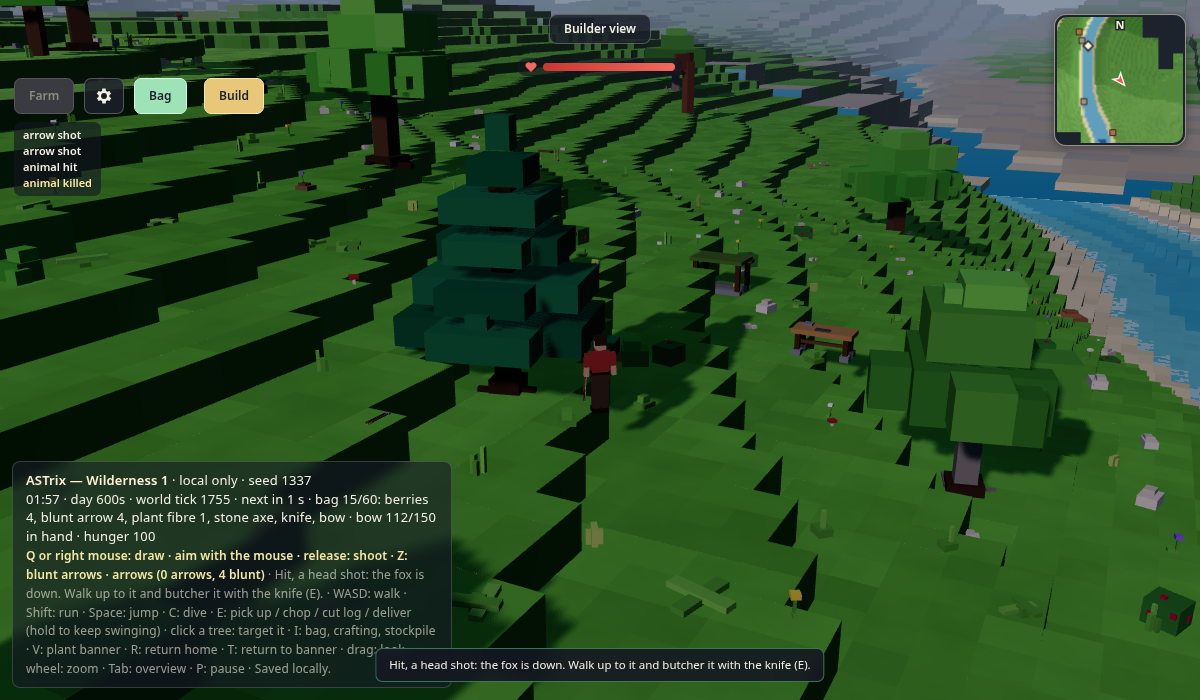 Builder view
N
Farm
Bag
Build
arrow shot
arrow shot
animal hit
animal killed
ASTrix — Wilderness 1 · local only · seed 1337
01:57 · day 600s · world tick 1755 · next in 1 s · bag 15/60: berries
4, blunt arrow 4, plant fibre 1, stone axe, knife, bow · bow 112/150
in hand · hunger 100
Q or right mouse: draw · aim with the mouse · release: shoot · Z:
blunt arrows · arrows (0 arrows, 4 blunt) · Hit, a head shot: the fox is
down. Walk up to it and butcher it with the knife (E). · WASD: walk ·
Shift: run · Space: jump · C: dive · E: pick up / chop / cut log / deliver
(hold to keep swinging) · click a tree: target it · I: bag, crafting, stockpile
· V: plant banner · R: return home · T: return to banner · drag:
wheel: zoom · Tab: overview · P: pause · Saved locally.
Hit, a head shot: the fox is down. Walk up to it and butcher it with the knife (E).